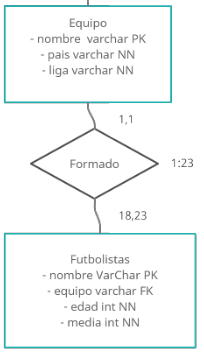 Equipo
- nombre varchar PK
- pais varchar NN
- liga varchar NN
1,1
Formado
1:23
18,23
Futbolistas
- nombre VarChar PK
- equipo varchar FK
- edad int NN
- media int NN